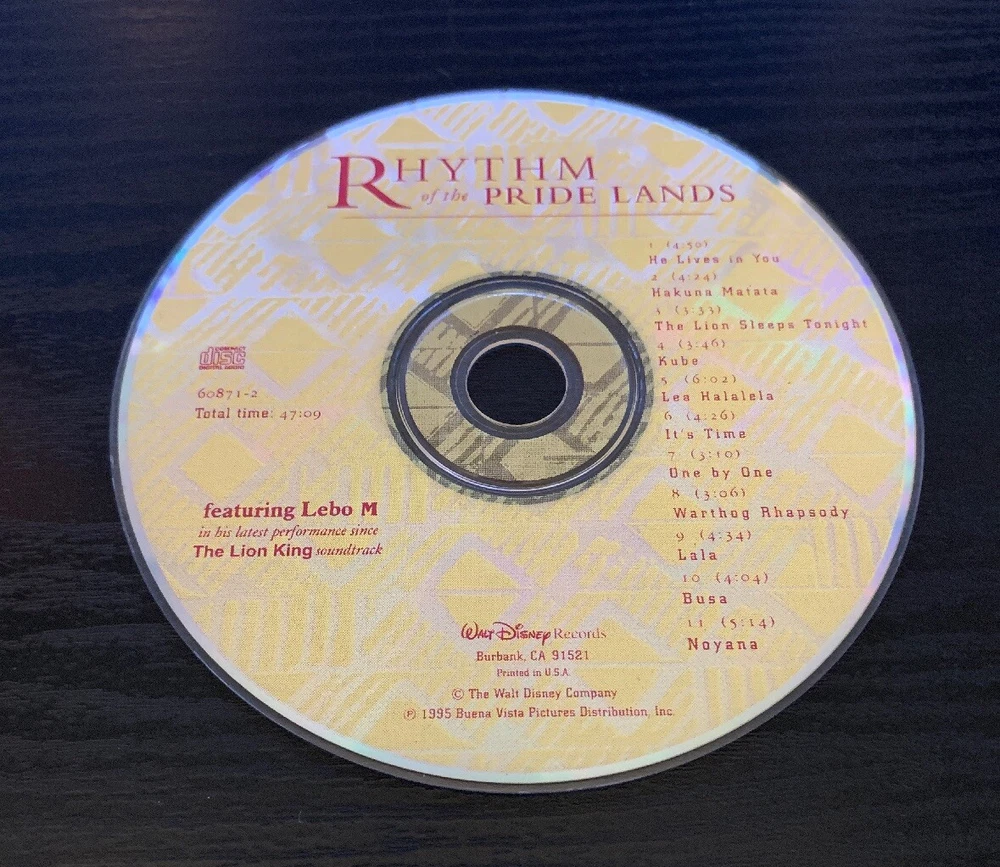 RHYTHM
of the PRIDE LANDS
1 (4:50)
He Lives in You
2 (4:24)
Hakuna Matata
3 (3:33)
The Lion Sleeps Tonight
4 (3:46)
Kube
5 (6:02)
Lea Halalela
6 (4:26)
It's Time
7 (3:10)
One by One
8 (3:06)
Warthog Rhapsody
9 (4:34)
Lala
10 (4:04)
Busa
11 (5:14)
Noyana
COMPACT
disc
DIGITAL AUDIO
60871-2
Total time: 47:09
featuring Lebo M
in his latest performance since
The Lion King soundtrack
Walt Disney Records
Burbank, CA 91521
Printed in U.S.A.
© The Walt Disney Company
℗ 1995 Buena Vista Pictures Distribution, Inc.